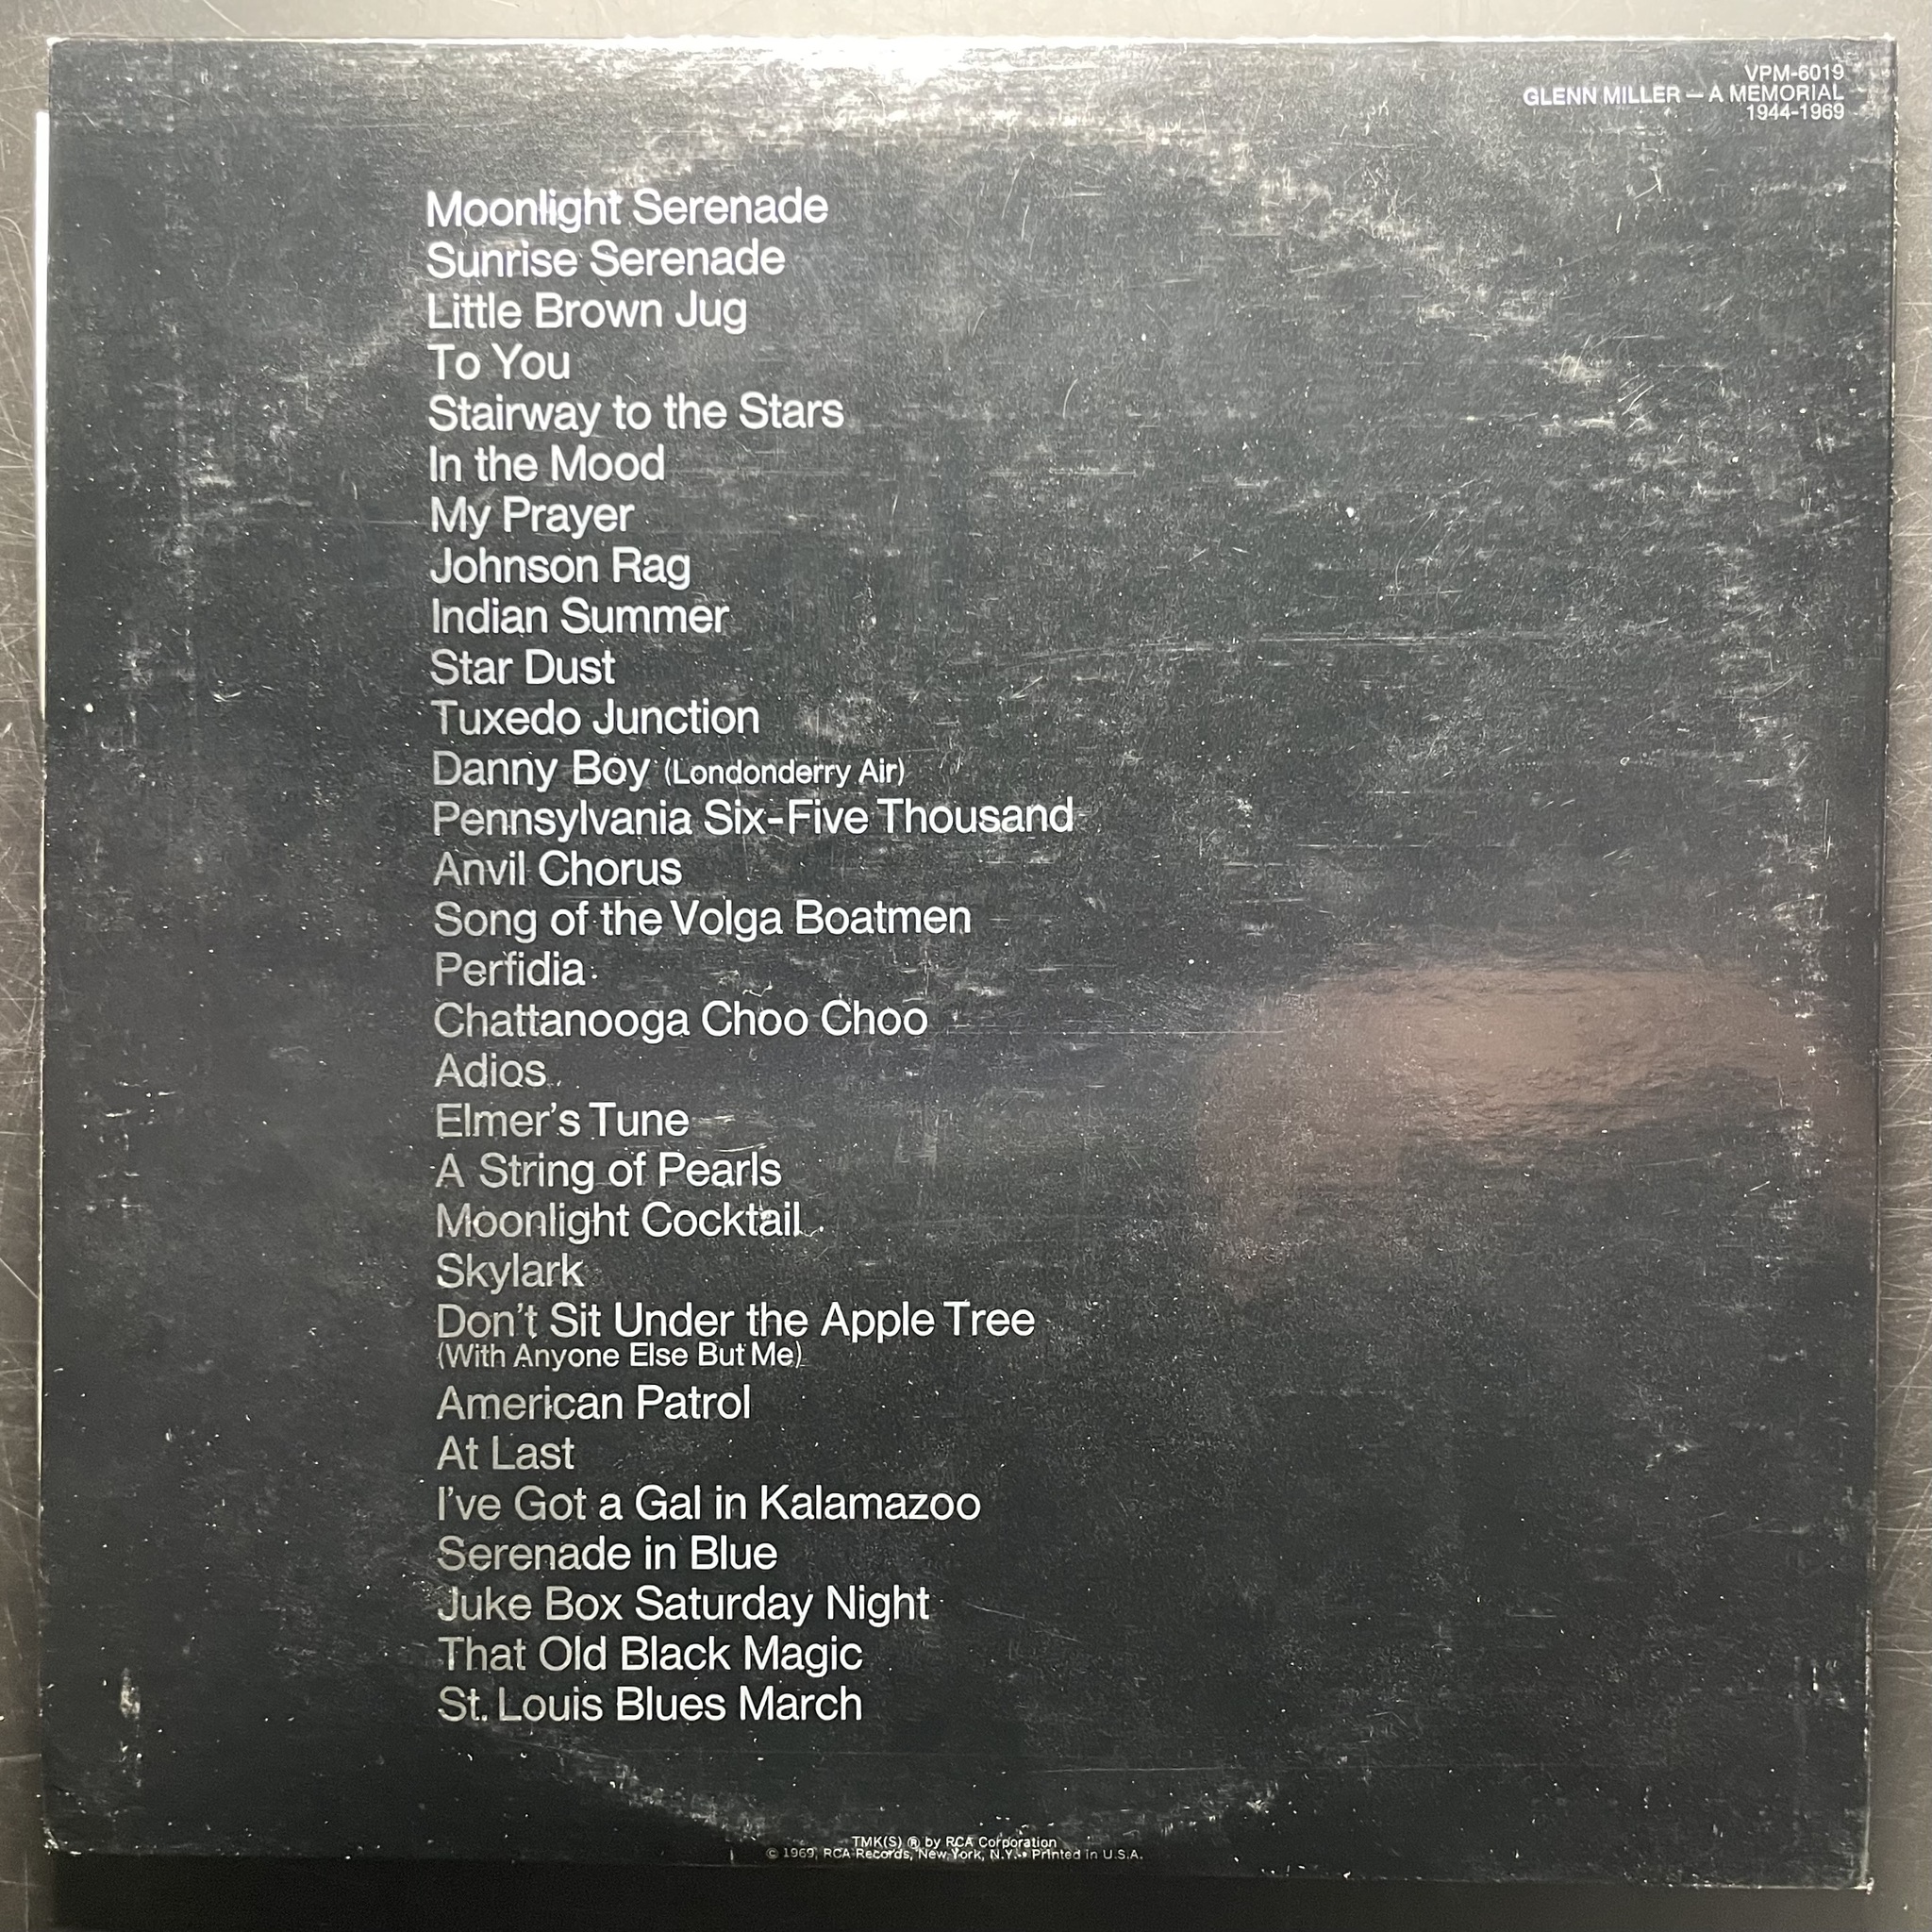 VPM-6019
GLENN MILLER — A MEMORIAL
1944-1969
Moonlight Serenade
Sunrise Serenade
Little Brown Jug
To You
Stairway to the Stars
In the Mood
My Prayer
Johnson Rag
Indian Summer
Star Dust
Tuxedo Junction
Danny Boy (Londonderry Air)
Pennsylvania Six-Five Thousand
Anvil Chorus
Song of the Volga Boatmen
Perfidia
Chattanooga Choo Choo
Adios
Elmer's Tune
A String of Pearls
Moonlight Cocktail
Skylark
Don't Sit Under the Apple Tree
(With Anyone Else But Me)
American Patrol
At Last
I've Got a Gal in Kalamazoo
Serenade in Blue
Juke Box Saturday Night
That Old Black Magic
St. Louis Blues March
TMK(S) ® by RCA Corporation
© 1969, RCA Records, New York, N.Y. • Printed in U.S.A.